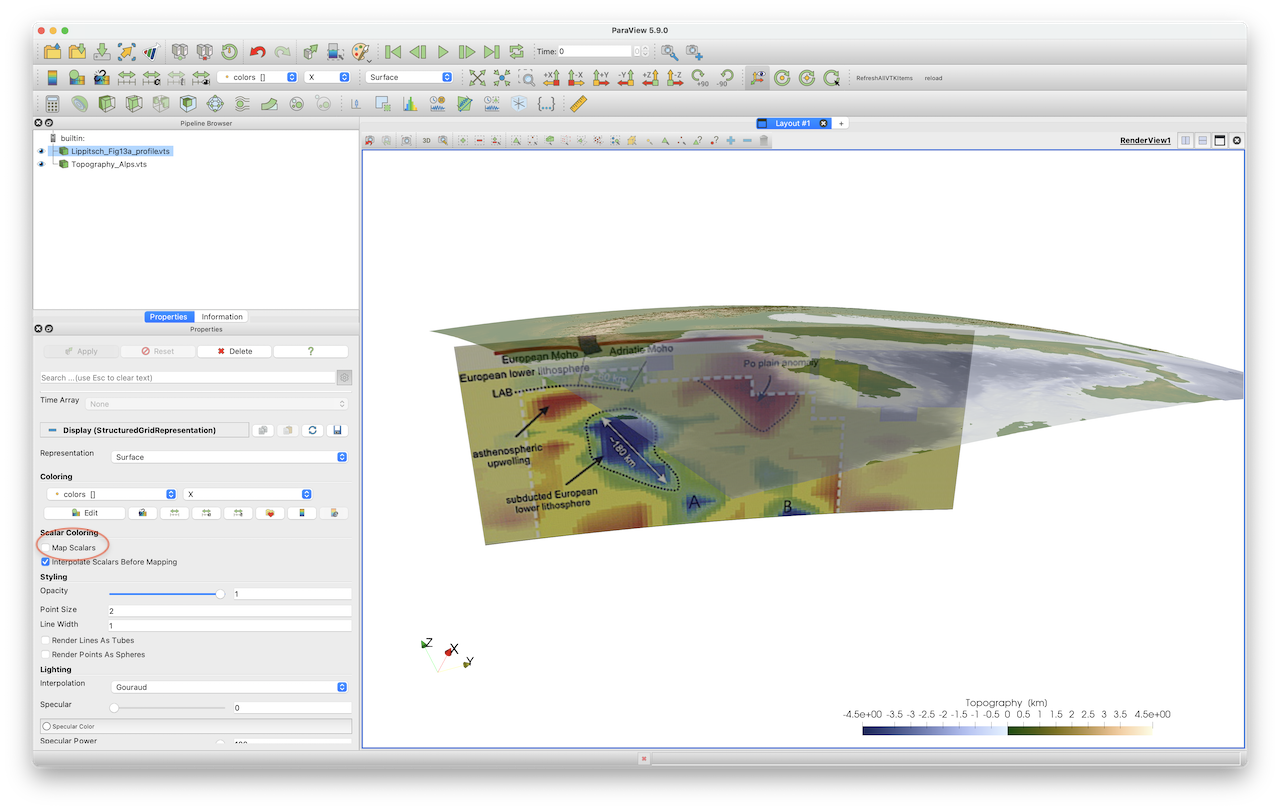 ParaView 5.9.0
Time: 0
colors []
X
Surface
+X
-X
+Y
-Y
+Z
-Z
+90
-90
RefreshAllVTKItems
reload
Pipeline Browser
builtin:
Lippitsch_Fig13a_profile.vts
Topography_Alps.vts
Layout #1
+
3D
RenderView1
Properties
Information
Properties
Apply
Reset
Delete
?
Search ...(use Esc to clear text)
Time Array
None
Display (StructuredGridRepresentation)
Representation
Surface
Coloring
colors []
X
Edit
Scalar Coloring
Map Scalars
Interpolate Scalars Before Mapping
Styling
Opacity
1
Point Size
2
Line Width
1
Render Lines As Tubes
Render Points As Spheres
Lighting
Interpolation
Gouraud
Specular
0
Specular Color
Specular Power
100
European Moho
Adriatic Moho
European lower lithosphere
Po plain anomaly
LAB
asthenospheric
upwelling
~180 km
subducted European
lower lithosphere
A
B
Z
X
Y
Topography (km)
-4.5e+00 -3.5 -3 -2.5 -2 -1.5 -1 -0.5 0 0.5 1 1.5 2 2.5 3 3.5 4.5e+00